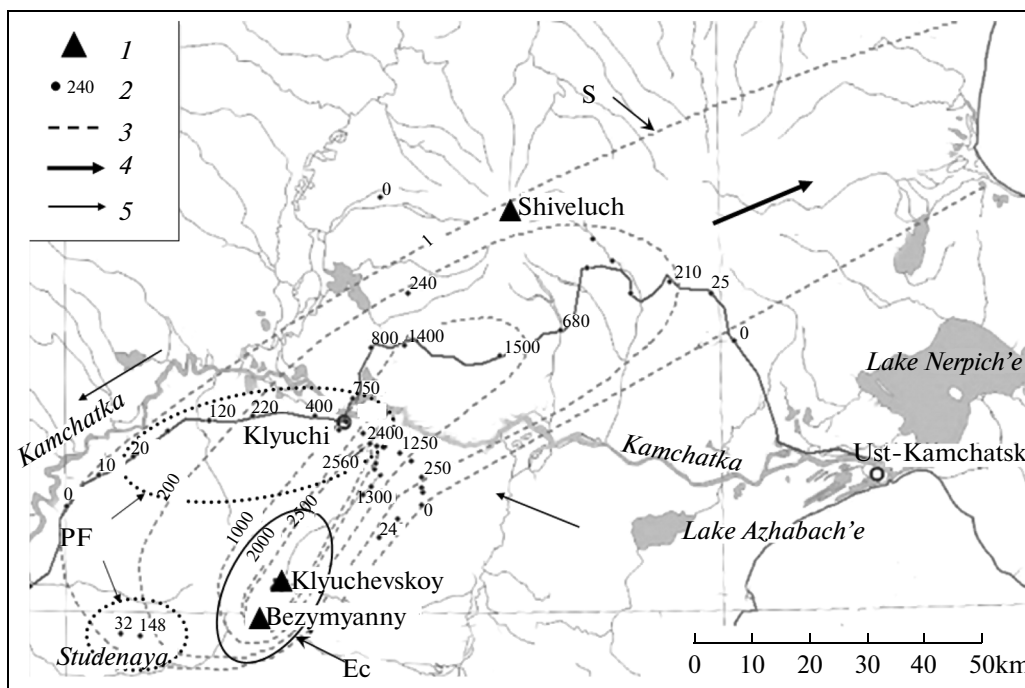 1
240 2
3
4
5
S
0
Shiveluch
1
240
210
25
680
800
1400
1500
0
Lake Nerpich'e
Kamchatka
750
120
220
400
Klyuchi
20
10
0
200
2400
1250
2560
250
1300
0
24
Kamchatka
Ust-Kamchatsk
Lake Azhabach'e
PF
1000
2000
2500
Klyuchevskoy
Bezymyanny
32
148
Studenaya
Ec
0 10 20 30 40 50km